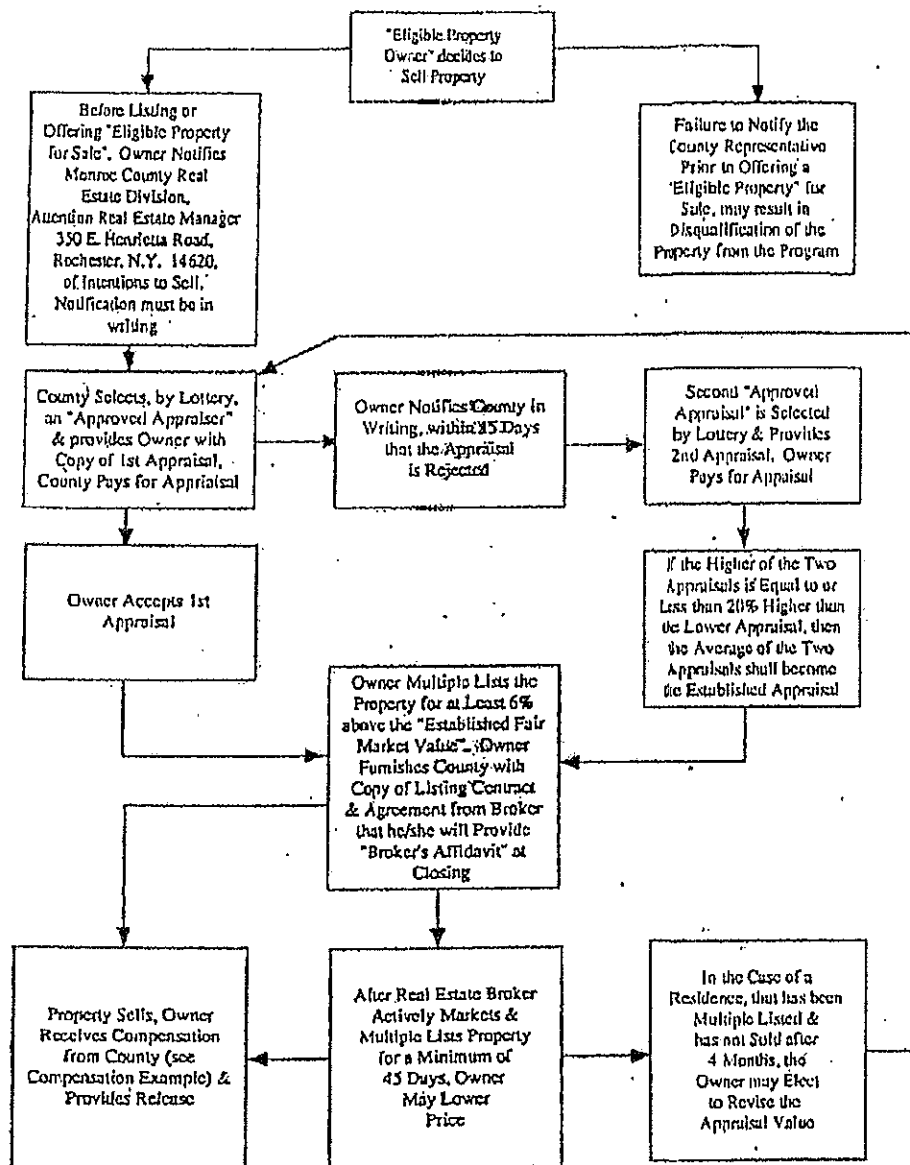 "Eligible Property
Owner" decides to
Sell Property
Before Listing or
Offering "Eligible Property
for Sale", Owner Notifies
Monroe County Real
Estate Division,
Attention Real Estate Manager
350 E. Henrietta Road,
Rochester, N.Y. 14620,
of Intentions to Sell,
Notification must be in
writing
Failure to Notify the
County Representative
Prior to Offering a
"Eligible Property" for
Sale, may result in
Disqualification of the
Property from the Program
County Selects, by Lottery,
an "Approved Appraiser"
& provides Owner with
Copy of 1st Appraisal,
County Pays for Appraisal
Owner Notifies County in
Writing, within 15 Days
that the Appraisal
is Rejected
Second "Approved
Appraisal" is Selected
by Lottery & Provides
2nd Appraisal, Owner
Pays for Appaisal
Owner Accepts 1st
Appraisal
If the Higher of the Two
Appraisals is Equal to or
Less than 20% Higher than
the Lower Appraisal, then
the Average of the Two
Appraisals shall become
the Established Appraisal
Owner Multiple Lists the
Property for at Least 6%
above the "Established Fair
Market Value" - Owner
Furnishes County with
Copy of Listing Contract
& Agreement from Broker
that he/she will Provide
"Broker's Affidavit" at
Closing
Property Sells, Owner
Receives Compensation
from County (see
Compensation Example) &
Provides Release
After Real Estate Broker
Actively Markets &
Multiple Lists Property
for a Minimum of
45 Days, Owner
May Lower
Price
In the Case of a
Residence, that has been
Multiple Listed &
has not Sold after
4 Months, the
Owner may Elect
to Revise the
Appraisal Value